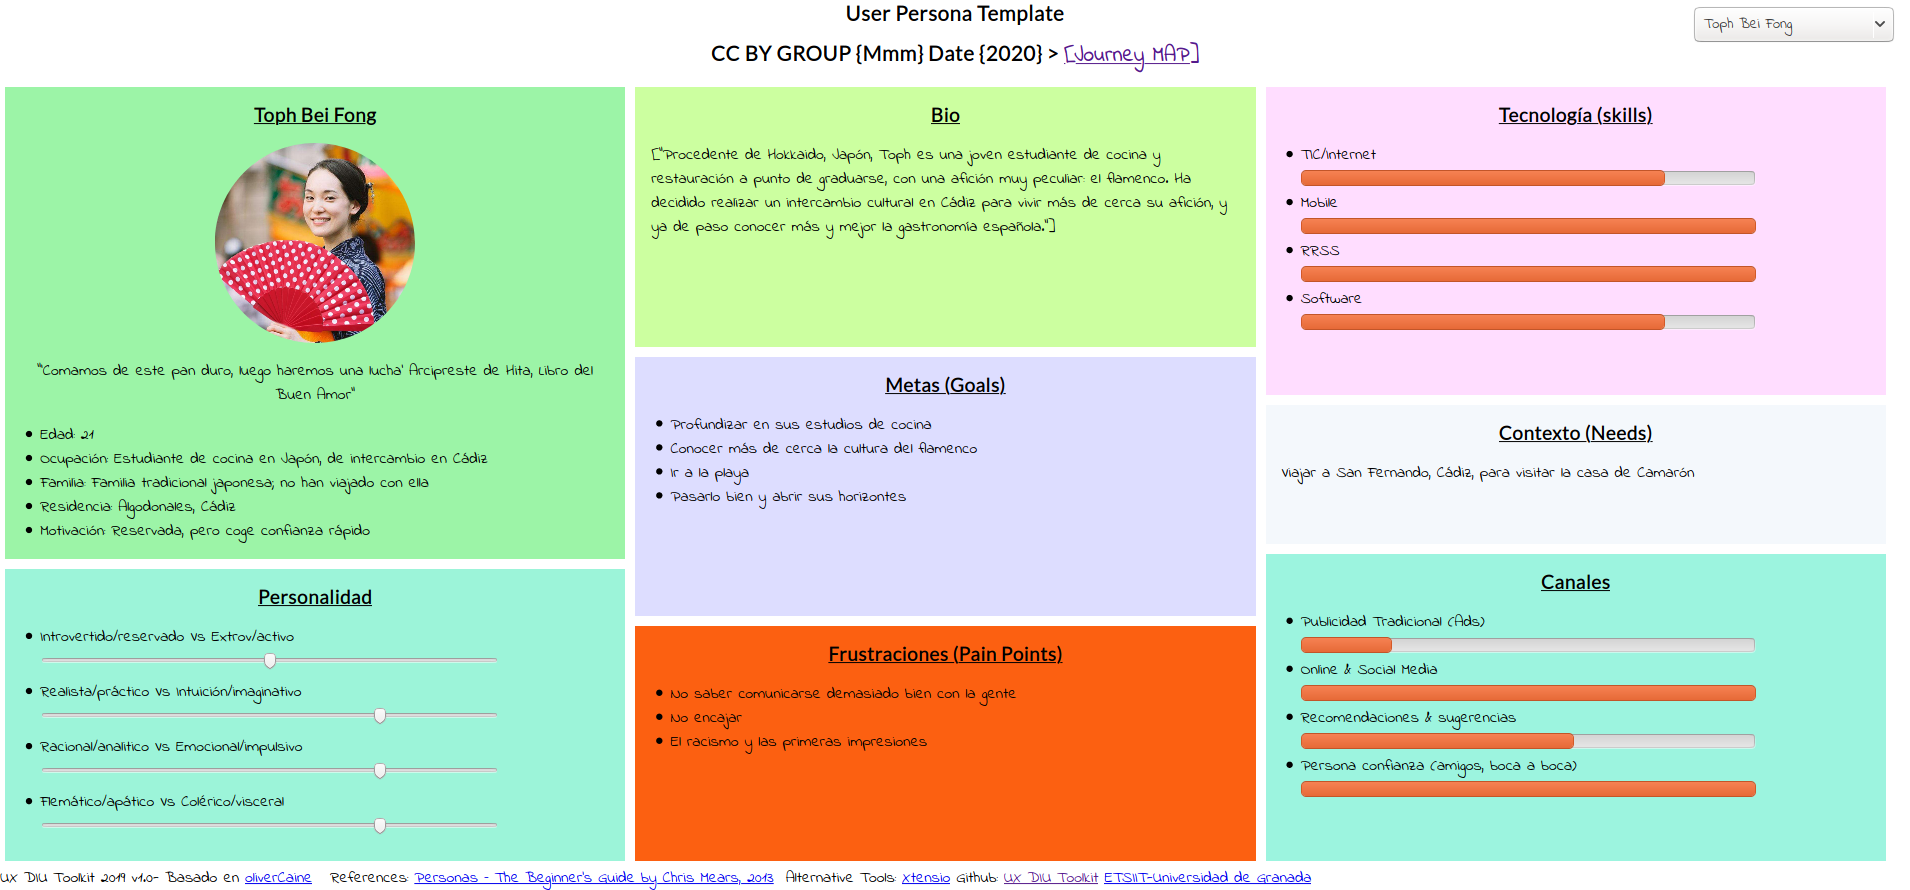 User Persona Template
Toph Bei Fong
CC BY GROUP {Mmm} Date {2020} > [Journey MAP]
Toph Bei Fong
"'Comamos de este pan duro, luego haremos una lucha' Arcipreste de Hita, Libro del
Buen Amor"
Edad: 21
Ocupación: Estudiante de cocina en Japón, de intercambio en Cádiz
Familia: Familia tradicional japonesa; no han viajado con ella
Residencia: Algodonales, Cádiz
Motivación: Reservada, pero coge confianza rápido
Personalidad
Introvertido/reservado Vs Extrov/activo
Realista/práctico Vs Intuición/imaginativo
Racional/analítico Vs Emocional/impulsivo
Flemático/apático Vs Colérico/visceral
Bio
["Procedente de Hokkaido, Japón, Toph es una joven estudiante de cocina y
restauración a punto de graduarse, con una afición muy peculiar: el flamenco. Ha
decidido realizar un intercambio cultural en Cádiz para vivir más de cerca su afición, y
ya de paso conocer más y mejor la gastronomía española."]
Metas (Goals)
Profundizar en sus estudios de cocina
Conocer más de cerca la cultura del flamenco
Ir a la playa
Pasarlo bien y abrir sus horizontes
Frustraciones (Pain Points)
No saber comunicarse demasiado bien con la gente
No encajar
El racismo y las primeras impresiones
Tecnología (skills)
TIC/Internet
Mobile
RRSS
Software
Contexto (Needs)
Viajar a San Fernando, Cádiz, para visitar la casa de Camarón
Canales
Publicidad Tradicional (Ads)
Online & Social Media
Recomendaciones & sugerencias
Persona confianza (amigos, boca a boca)
UX DIU Toolkit 2019 v1.0- Basado en oliverCaine References: Personas - The Beginner's Guide by Chris Mears, 2013 Alternative Tools: Xtensio Github: UX DIU Toolkit ETSIIT-Universidad de Granada